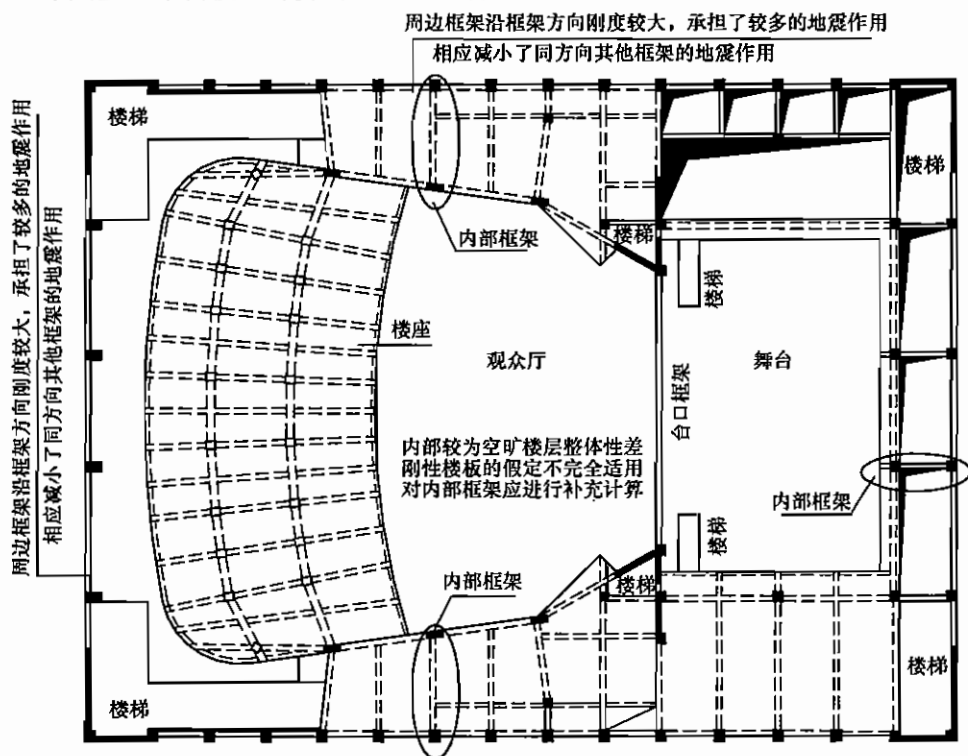 周边框架沿框架方向刚度较大，承担了较多的地震作用
相应减小了同方向其他框架的地震作用
周边框架沿框架方向刚度较大，承担了较多的地震作用
相应减小了同方向其他框架的地震作用
楼梯
楼梯
内部框架
楼梯
楼梯
楼座
观众厅
台口框架
舞台
内部较为空旷楼层整体性差
刚性楼板的假定不完全适用
对内部框架应进行补充计算
内部框架
楼梯
内部框架
楼梯
楼梯
楼梯